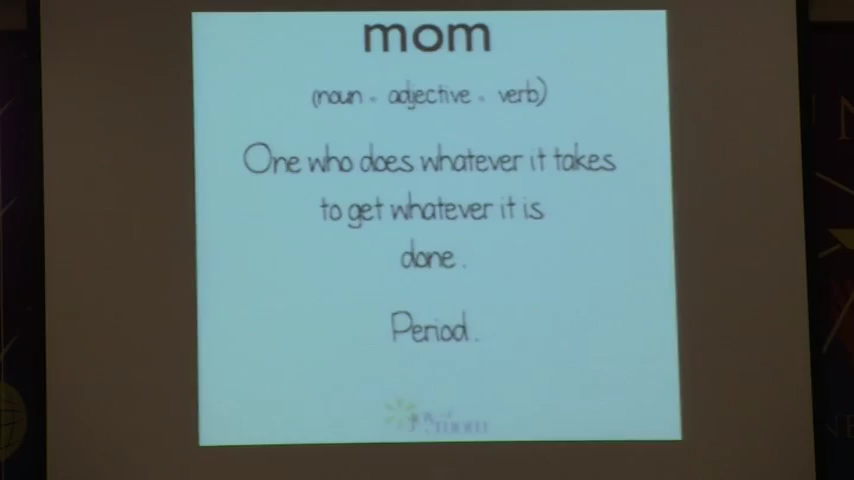 mom
(noun - adjective - verb)
One who does whatever it takes
to get whatever it is
done.
Period.